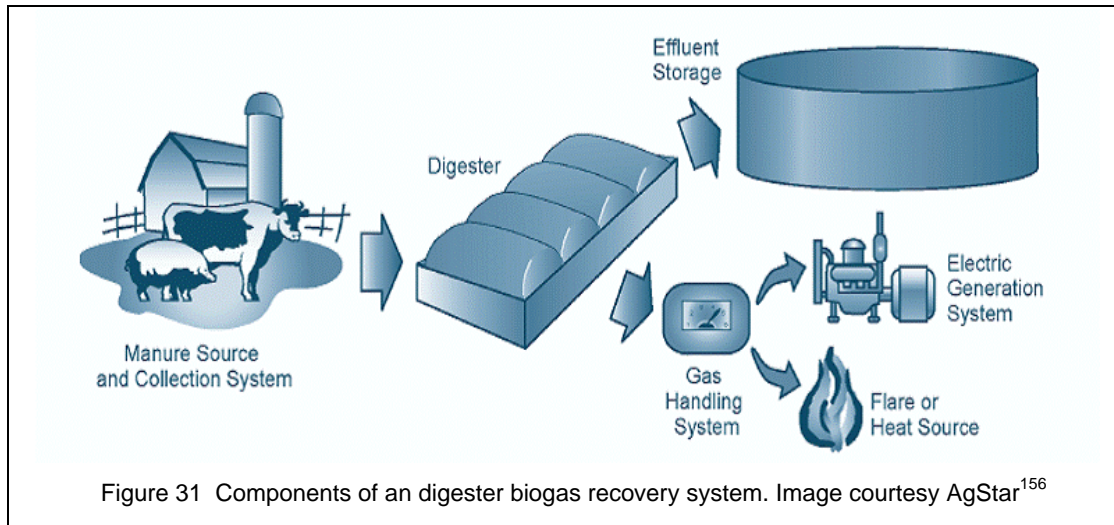 Effluent
Storage
Digester
Electric
Generation
System
Manure Source
and Collection System
Gas
Handling
System
Flare or
Heat Source
Figure 31 Components of an digester biogas recovery system. Image courtesy AgStar156